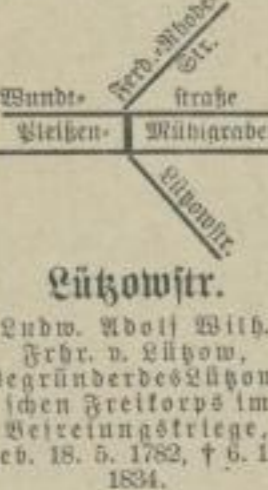 Ferd.-Rhode-
Str.
Wundt-
straße
Pleißen-
Mühlgrabe
Lützowstr.
Lützowstr.
Ludw. Adolf Wilh.
Frhr. v. Lützow,
egründer des Lützow
schen Freikorps im
Befreiungskriege,
eb. 18. 5. 1782, † 6. 1
1834.